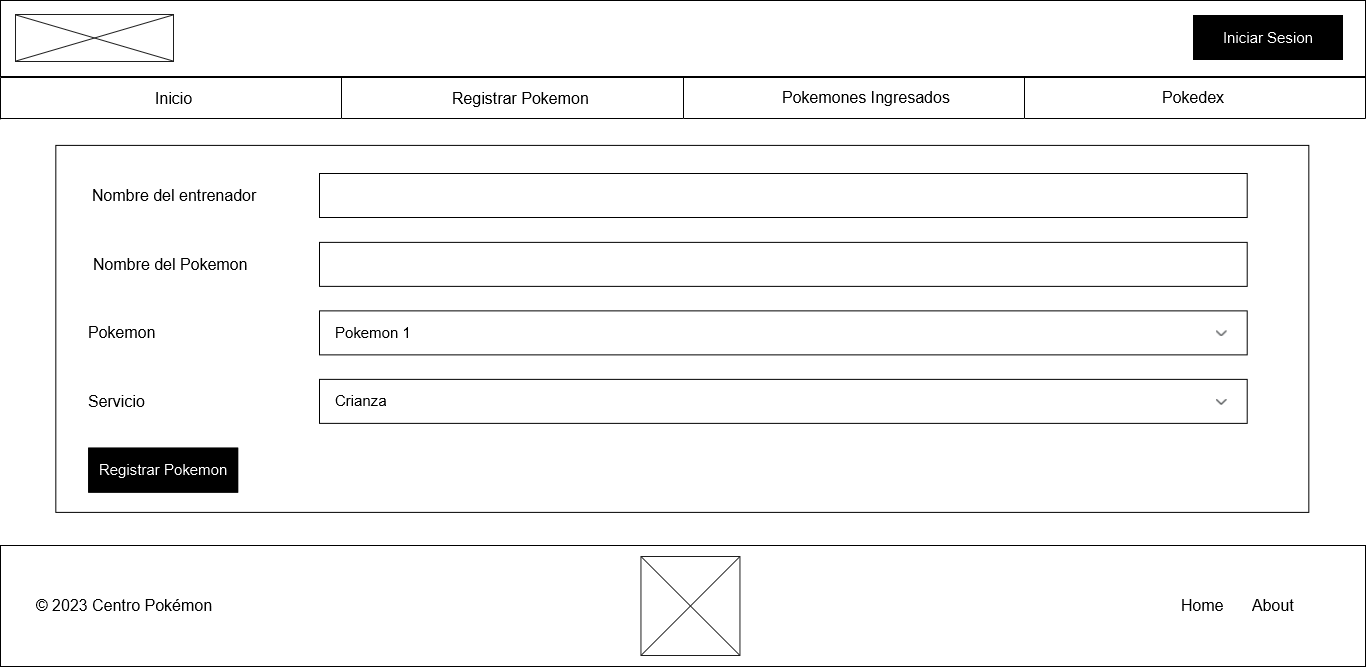 Iniciar Sesion
Inicio
Registrar Pokemon
Pokemones Ingresados
Pokedex
Nombre del entrenador
Nombre del Pokemon
Pokemon
Pokemon 1
Servicio
Crianza
Registrar Pokemon
© 2023 Centro Pokémon
Home
About